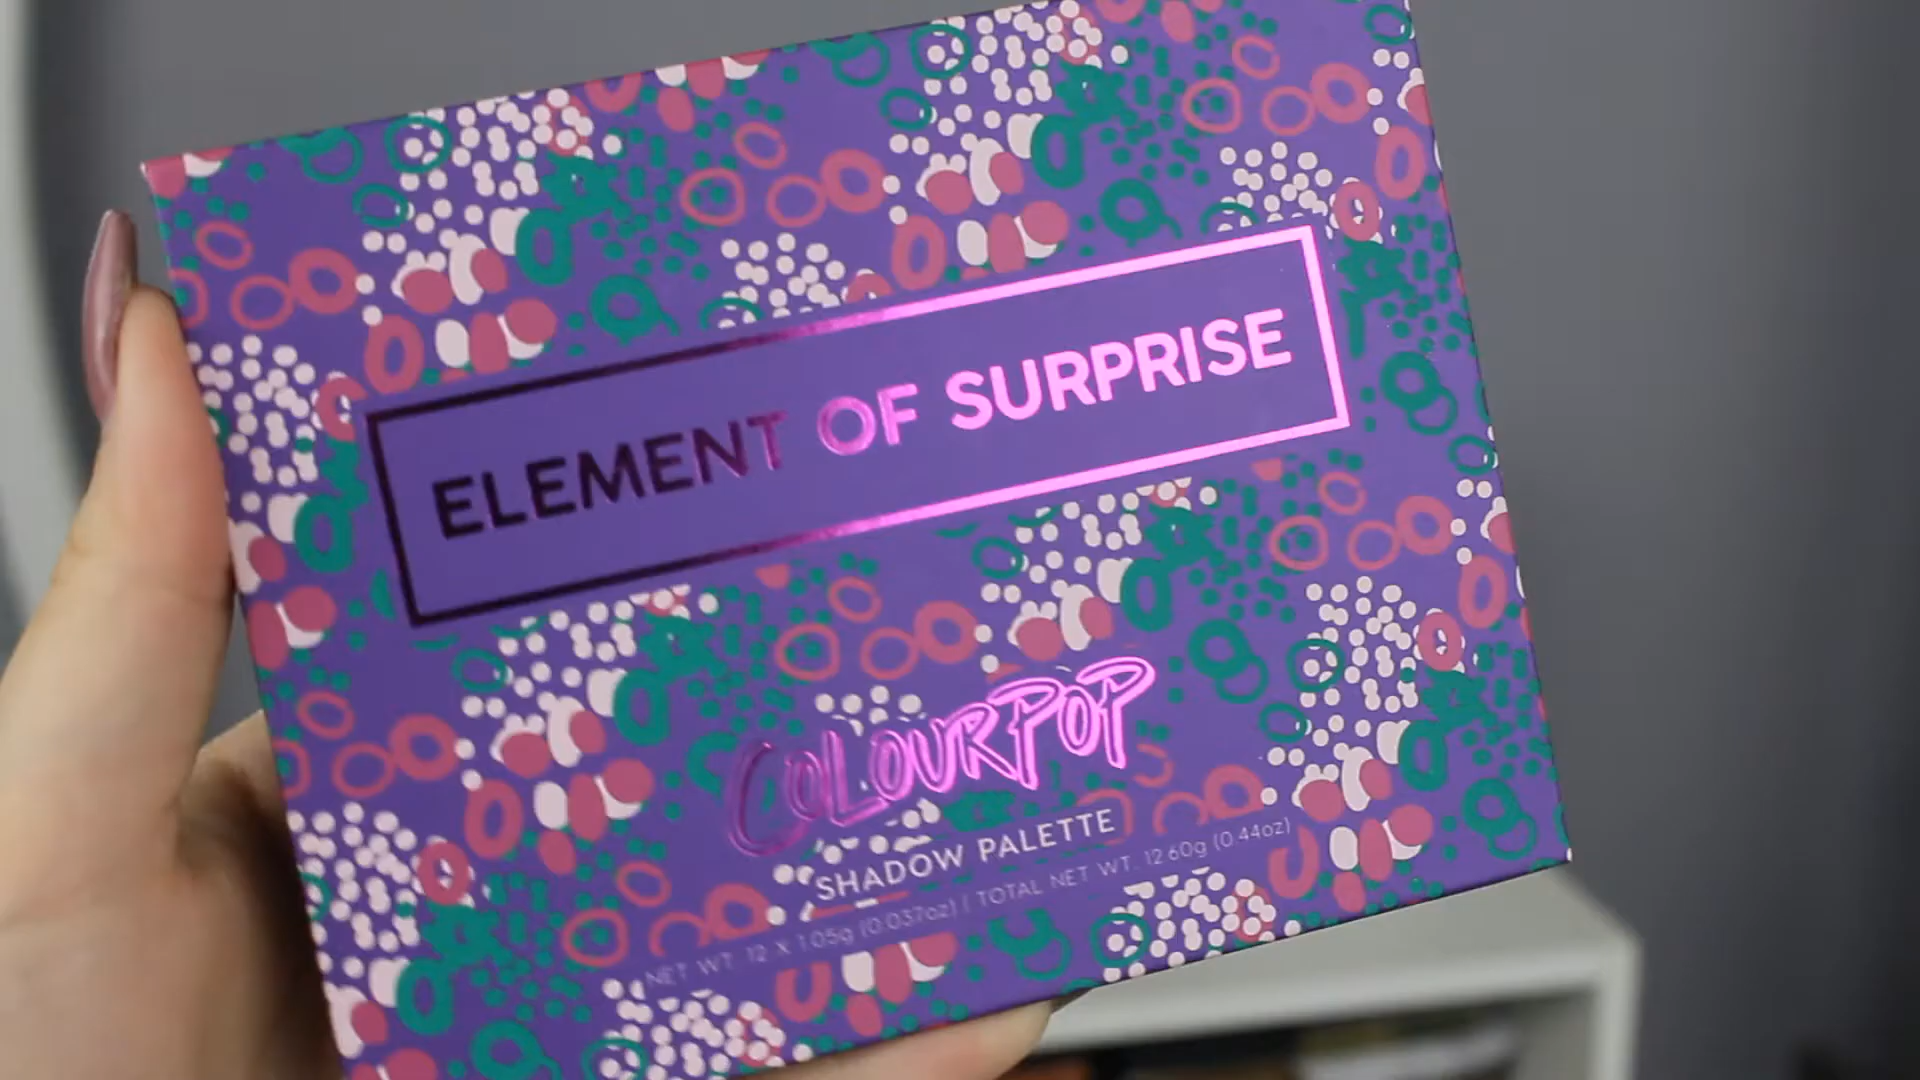 ELEMENT OF SURPRISE
COLOURPOP
SHADOW PALETTE
NET WT. 12 X 1.05g (0.037oz) | TOTAL NET WT. 12.60g (0.44oz)